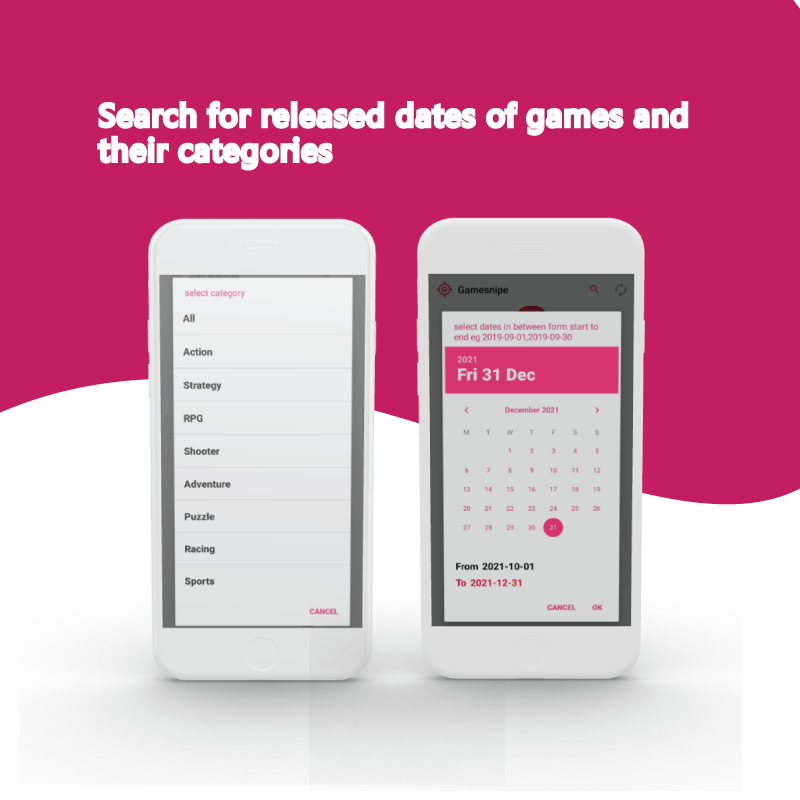 Search for released dates of games and
their categories
select category
All
Action
Strategy
RPG
Shooter
Adventure
Puzzle
Racing
Sports
CANCEL
Gamesnipe
select dates in between form start to
end eg 2019-09-01,2019-09-30
2021
Fri 31 Dec
December 2021
M T W T F S S
1 2 3 4 5
6 7 8 9 10 11 12
13 14 15 16 17 18 19
20 21 22 23 24 25 26
27 28 29 30 31
From 2021-10-01
To 2021-12-31
CANCEL OK